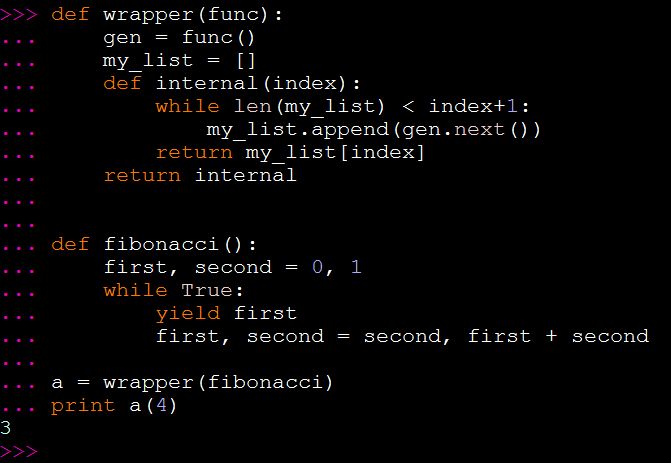 >>> def wrapper(func):
...     gen = func()
...     my_list = []
...     def internal(index):
...         while len(my_list) < index+1:
...             my_list.append(gen.next())
...         return my_list[index]
...     return internal
...
...
... def fibonacci():
...     first, second = 0, 1
...     while True:
...         yield first
...         first, second = second, first + second
...
... a = wrapper(fibonacci)
... print a(4)
3
>>>